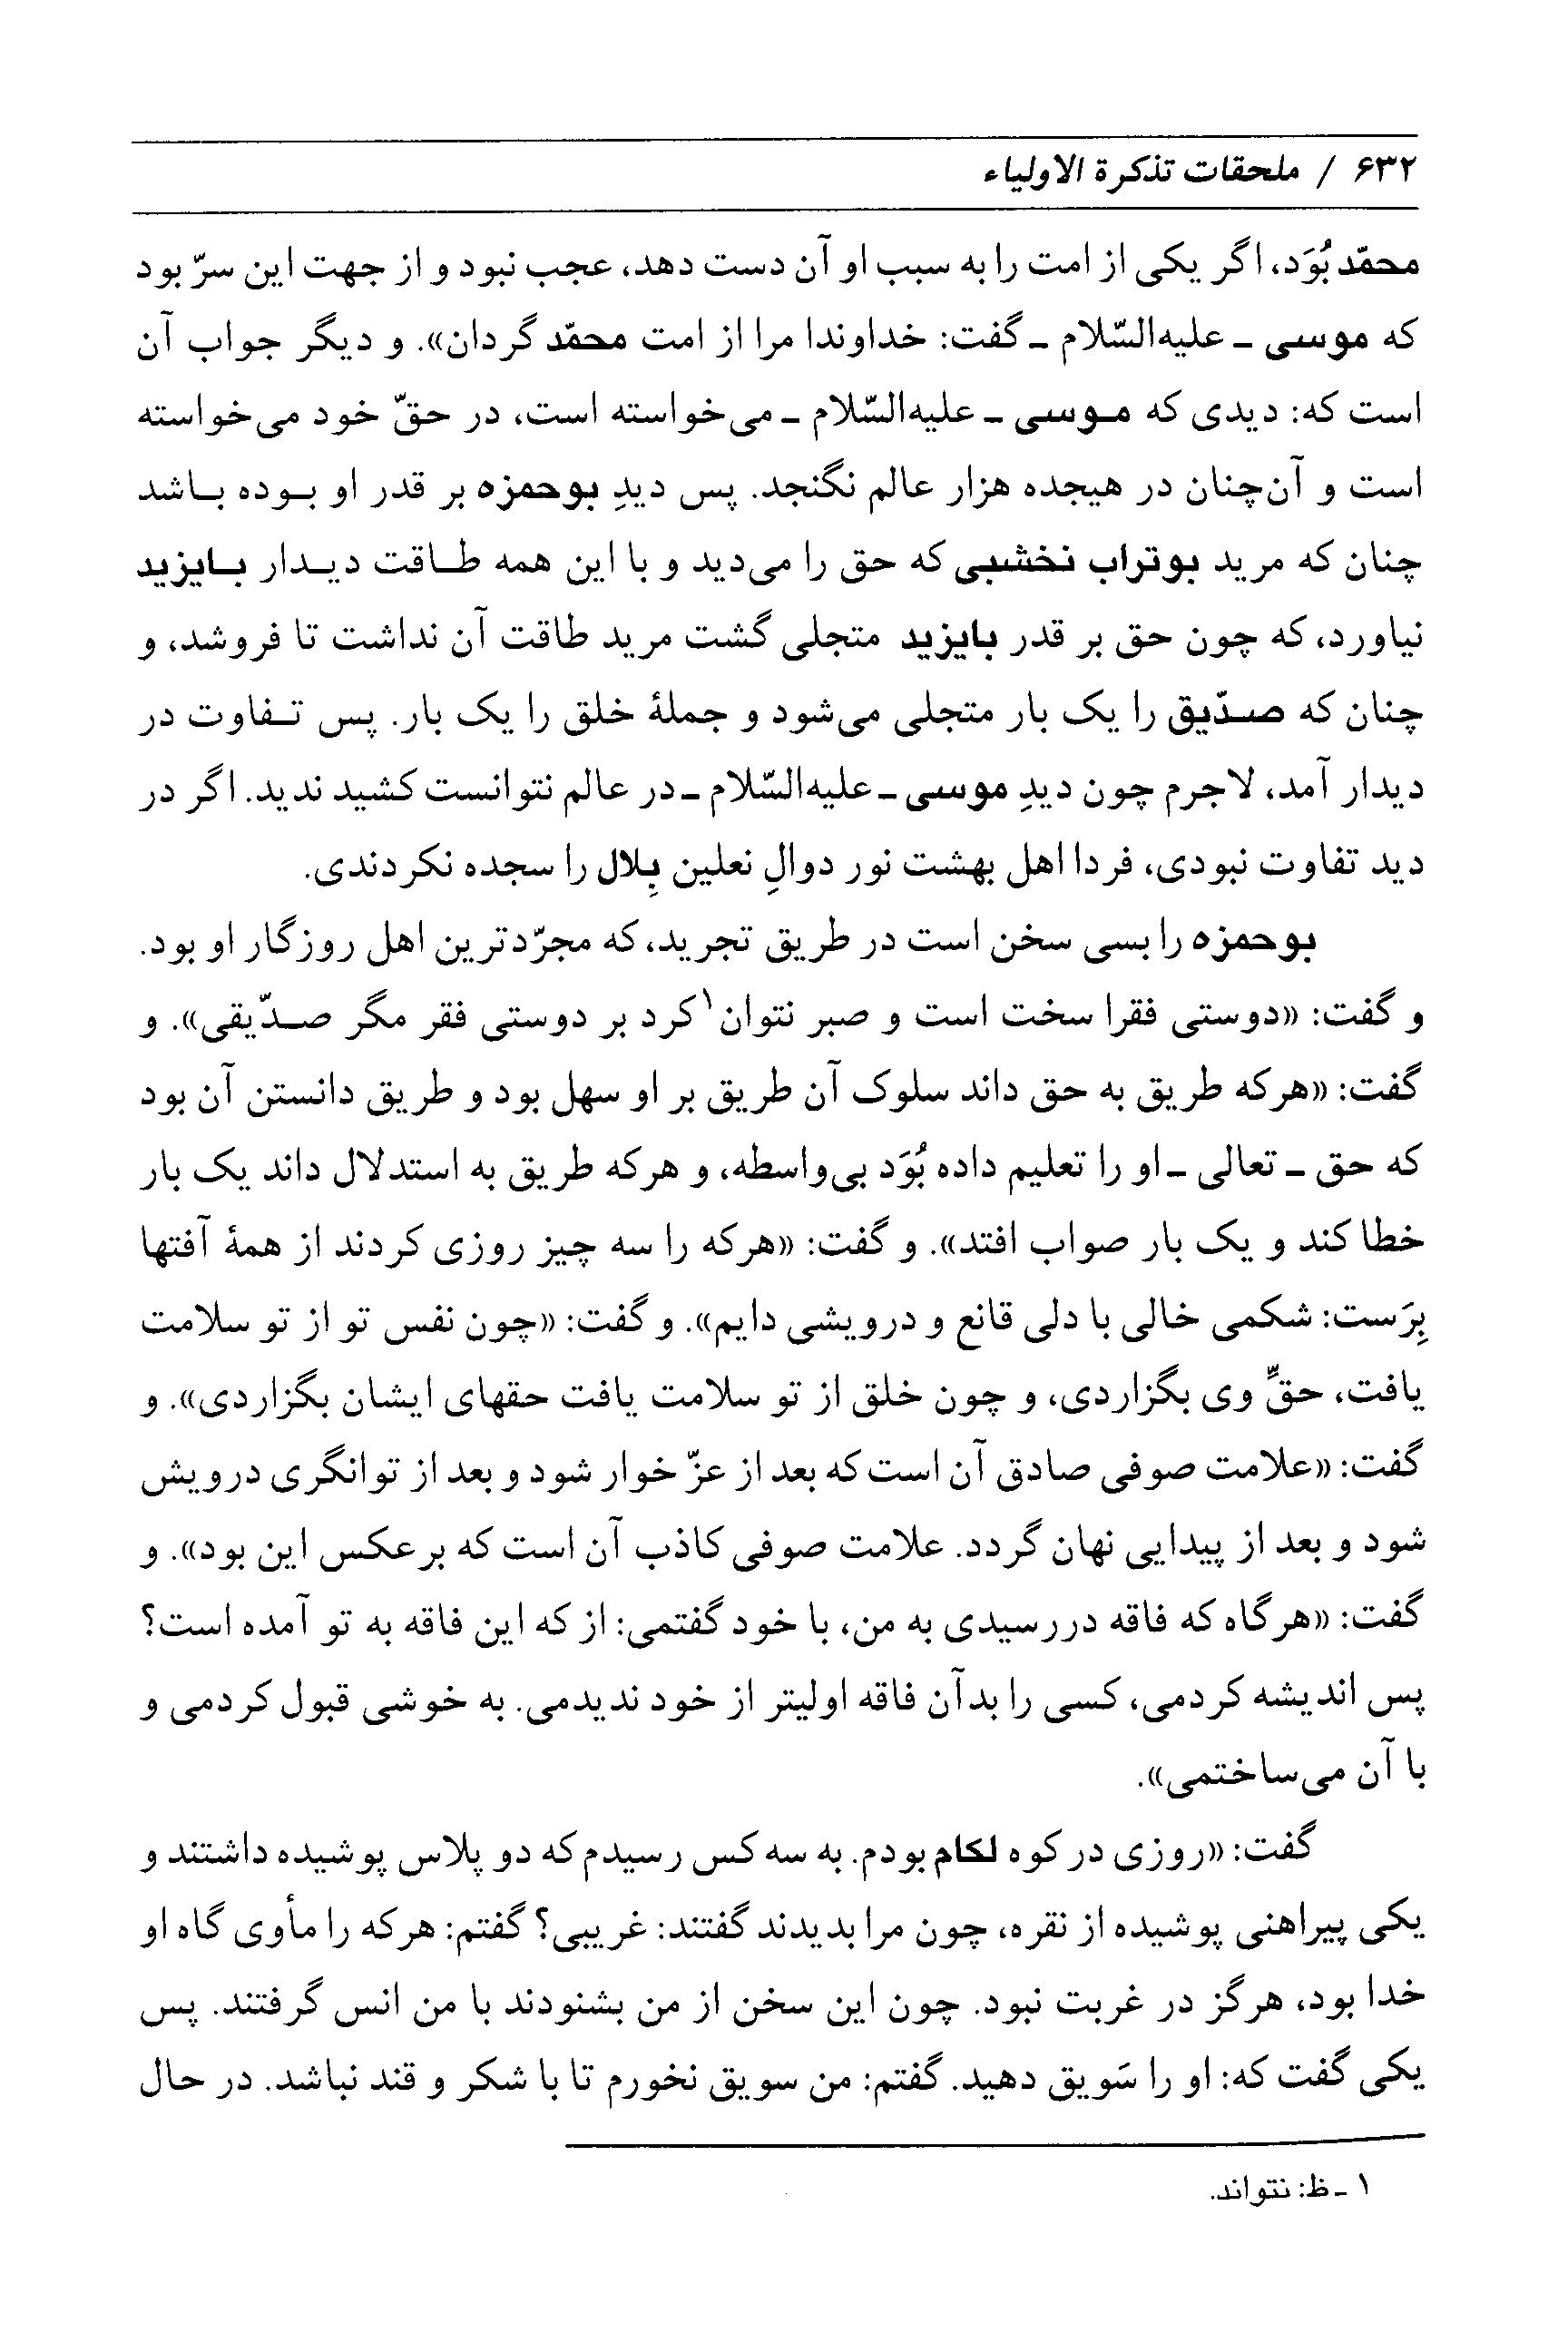 ۶۳۲ / ملحقات تذکرة الاولیاء
محمّد بُوَد، اگر یکی از امت را به سبب او آن دست دهد، عجب نبود و از جهت این سرّ بود
که موسی ـ علیه‌السّلام ـ گفت: خداوندا مرا از امت محمّد گردان». و دیگر جواب آن
است که: دیدی که موسی ـ علیه‌السّلام ـ می‌خواسته است، در حقّ خود می‌خواسته
است و آن‌چنان در هیجده هزار عالم نگنجد. پس دیدِ بوحمزه بر قدر او بوده باشد
چنان که مرید بوتراب نخشبی که حق را می‌دید و با این همه طاقت دیدار بایزید
نیاورد، که چون حق بر قدر بایزید متجلی گشت مرید طاقت آن نداشت تا فروشد، و
چنان که صدّیق را یک بار متجلی می‌شود و جملهٔ خلق را یک بار. پس تفاوت در
دیدار آمد، لاجرم چون دیدِ موسی ـ علیه‌السّلام ـ در عالم نتوانست کشید ندید. اگر در
دید تفاوت نبودی، فردا اهل بهشت نور دوالِ نعلین بِلال را سجده نکردندی.
بوحمزه را بسی سخن است در طریق تجرید، که مجرّدترین اهل روزگار او بود.
و گفت: «دوستی فقرا سخت است و صبر نتوان۱ کرد بر دوستی فقر مگر صدّیقی». و
گفت: «هرکه طریق به حق داند سلوک آن طریق بر او سهل بود و طریق دانستن آن بود
که حق ـ تعالی ـ او را تعلیم داده بُوَد بی‌واسطه، و هرکه طریق به استدلال داند یک بار
خطا کند و یک بار صواب افتد». و گفت: «هرکه را سه چیز روزی کردند از همهٔ آفتها
بِرَست: شکمی خالی با دلی قانع و درویشی دایم». و گفت: «چون نفس تو از تو سلامت
یافت، حقِّ وی بگزاردی، و چون خلق از تو سلامت یافت حقهای ایشان بگزاردی». و
گفت: «علامت صوفی صادق آن است که بعد از عزّ خوار شود و بعد از توانگری درویش
شود و بعد از پیدایی نهان گردد. علامت صوفی کاذب آن است که برعکس این بود». و
گفت: «هرگاه که فاقه دررسیدی به من، با خود گفتمی: از که این فاقه به تو آمده است؟
پس اندیشه کردمی، کسی را بدآن فاقه اولیتر از خود ندیدمی. به خوشی قبول کردمی و
با آن می‌ساختمی».
گفت: «روزی در کوه لکام بودم. به سه کس رسیدم که دو پلاس پوشیده داشتند و
یکی پیراهنی پوشیده از نقره، چون مرا بدیدند گفتند: غریبی؟ گفتم: هرکه را مأوی گاه او
خدا بود، هرگز در غربت نبود. چون این سخن از من بشنودند با من انس گرفتند. پس
یکی گفت که: او را سَویق دهید. گفتم: من سویق نخورم تا با شکر و قند نباشد. در حال
۱ ـ ظ: نتواند.